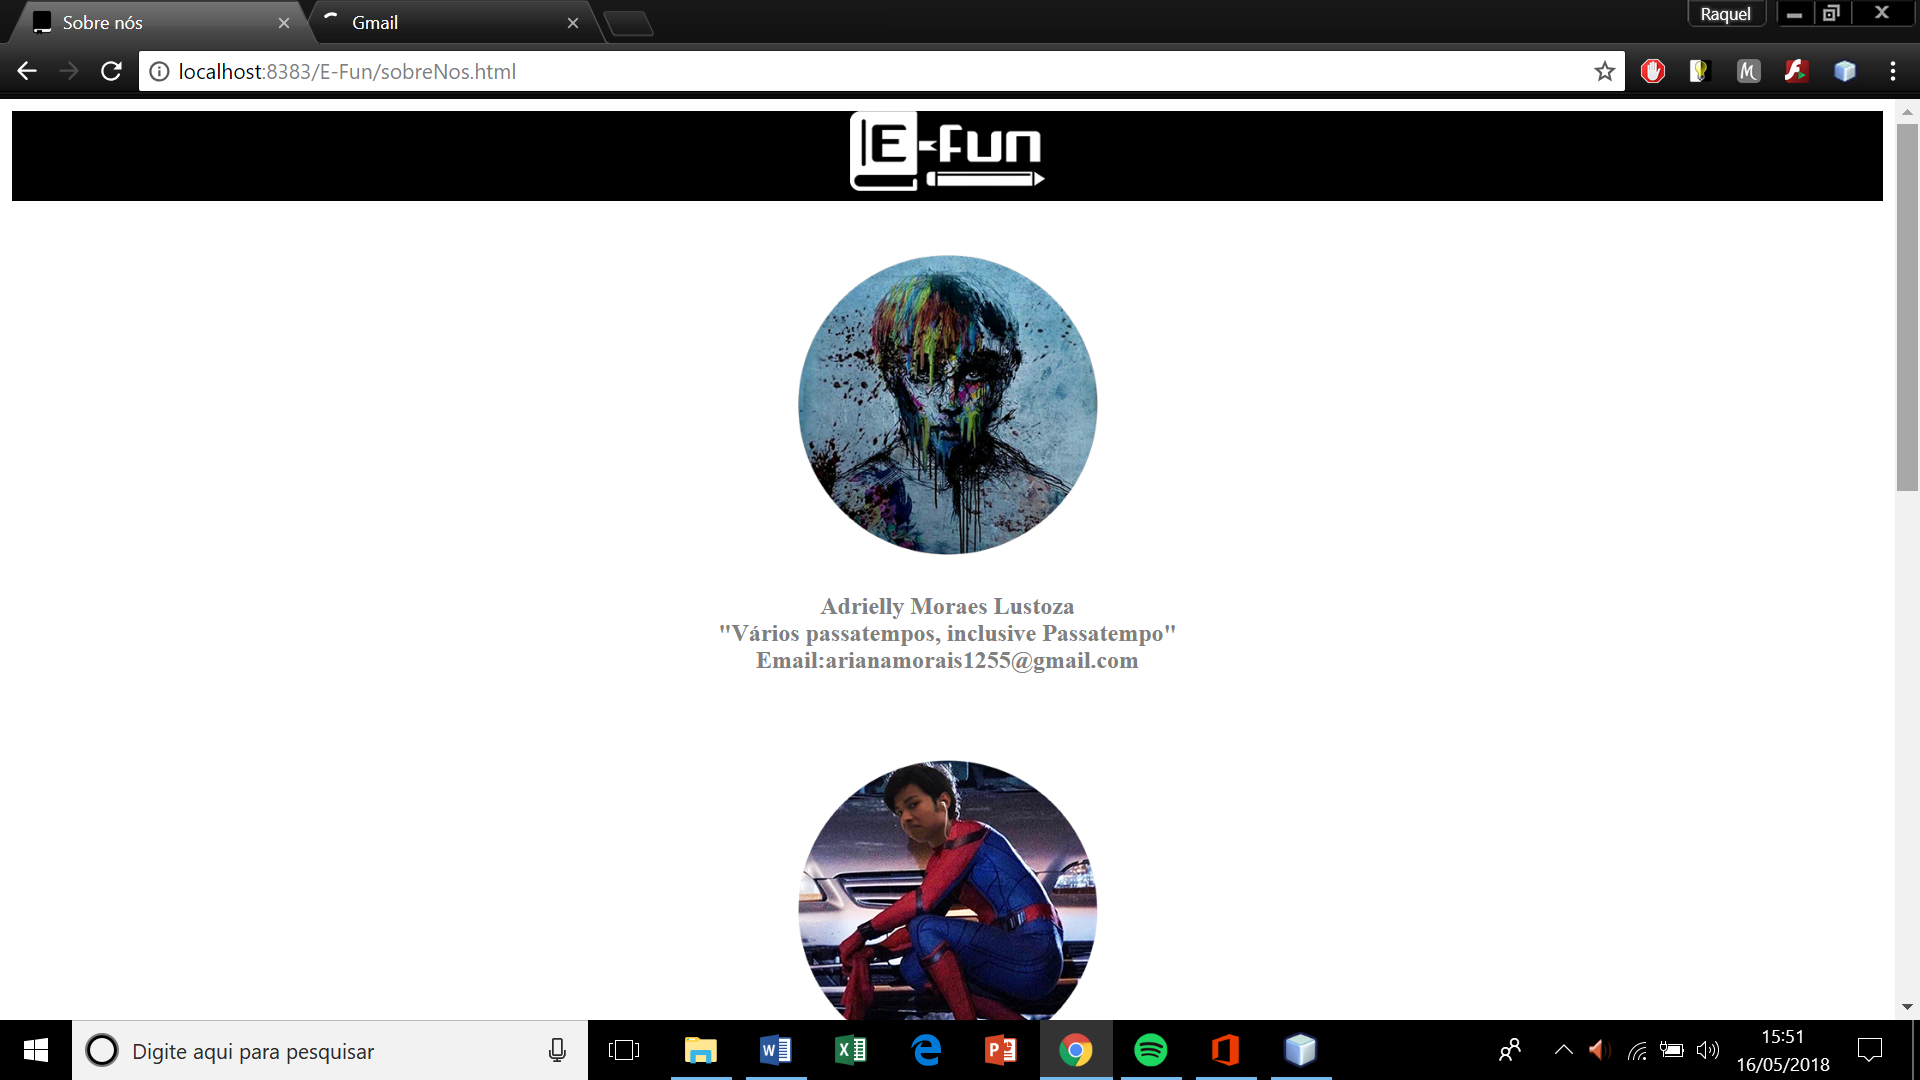 Sobre nós
Gmail
Raquel
localhost:8383/E-Fun/sobreNos.html
E-Fun
Adrielly Moraes Lustoza
"Vários passatempos, inclusive Passatempo"
Email:arianamorais1255@gmail.com
Digite aqui para pesquisar
15:51
16/05/2018